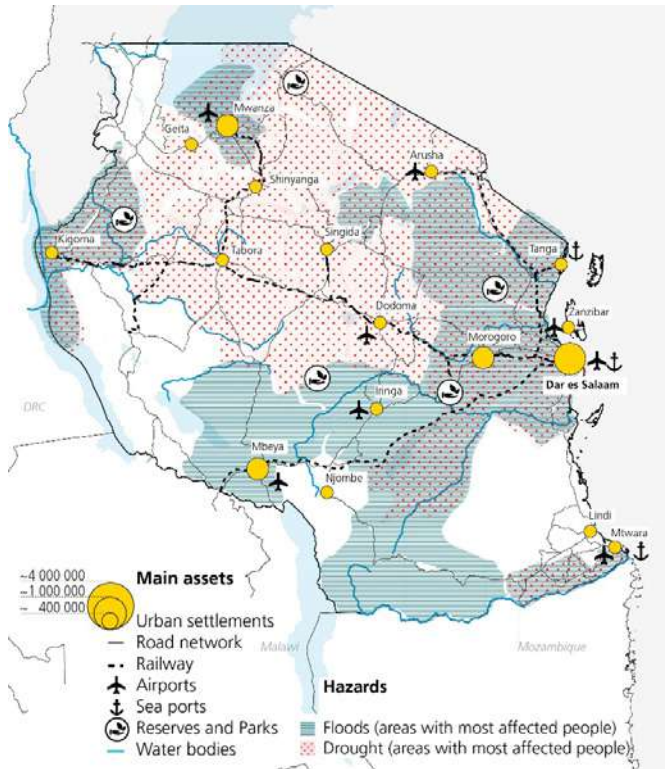 Mwanza
Geita
Arusha
Shinyanga
Kigoma
Tabora
Singida
Tanga
Dodoma
Zanzibar
Morogoro
Dar es Salaam
DRC
Iringa
Mbeya
Njombe
Lindi
Mtwara
~4 000 000
~1 000 000
~ 400 000
Main assets
Urban settlements
Road network
Railway
Airports
Sea ports
Reserves and Parks
Water bodies
Malawi
Mozambique
Hazards
Floods (areas with most affected people)
Drought (areas with most affected people)